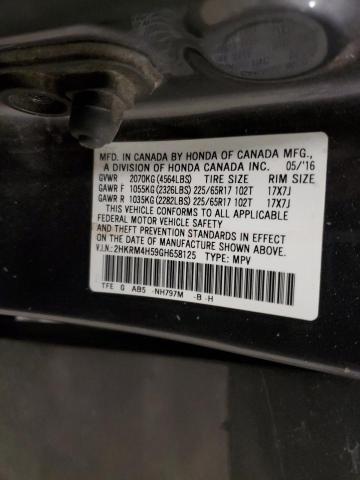 MFD. IN CANADA BY HONDA OF CANADA MFG.,
A DIVISION OF HONDA CANADA INC. 05/'16
GVWR 2070KG (4564LBS) TIRE SIZE RIM SIZE
GAWR F 1055KG (2326LBS) 225/65R17 102T 17X7J
GAWR R 1035KG (2282LBS) 225/65R17 102T 17X7J
THIS VEHICLE CONFORMS TO ALL APPLICABLE
FEDERAL MOTOR VEHICLE SAFETY, BUMPER,
AND THEFT PREVENTION STANDARDS IN EFFECT
ON THE DATE OF MANUFACTURE SHOWN ABOVE.
V.I.N.: 2HKRM4H59GH658125 TYPE: MPV
TFE G AB5 -NH797M -B -H